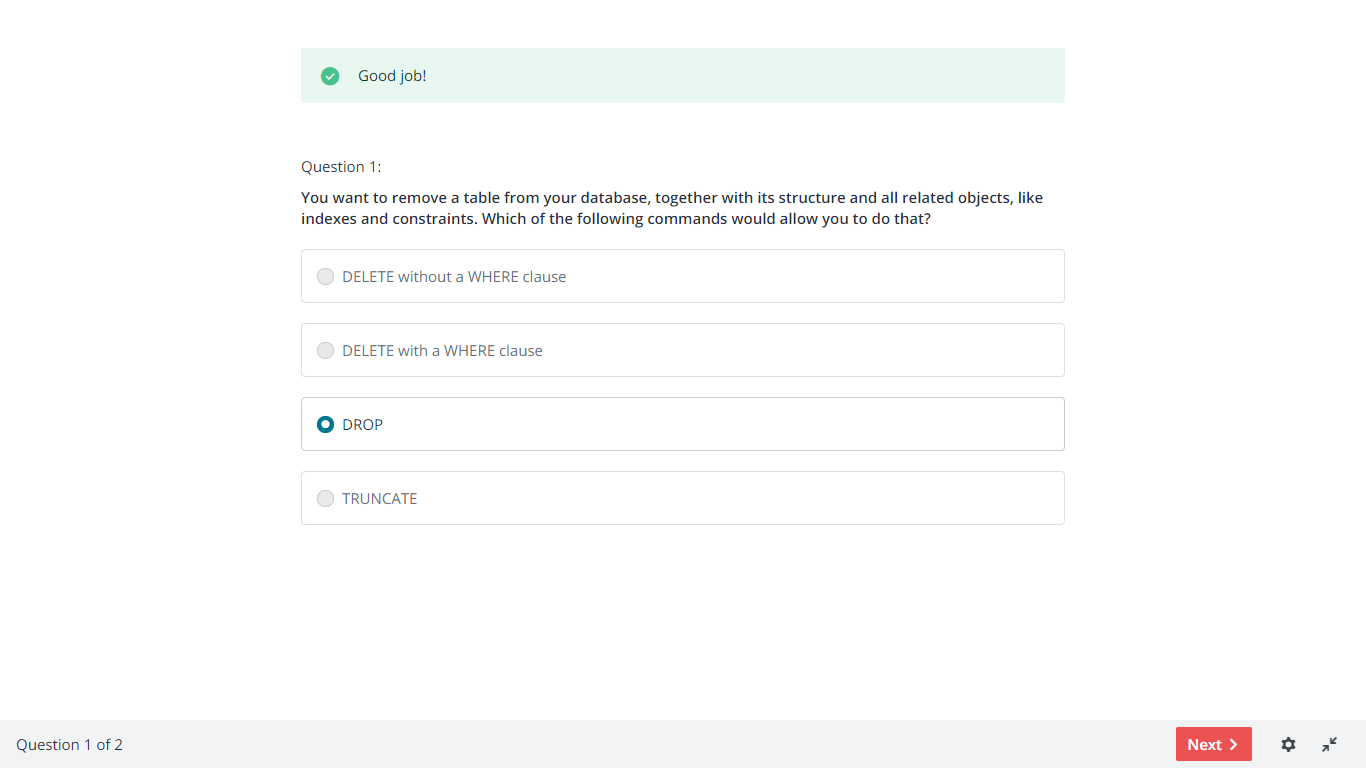 Good job!
Question 1:
You want to remove a table from your database, together with its structure and all related objects, like
indexes and constraints. Which of the following commands would allow you to do that?
DELETE without a WHERE clause
DELETE with a WHERE clause
DROP
TRUNCATE
Question 1 of 2
Next